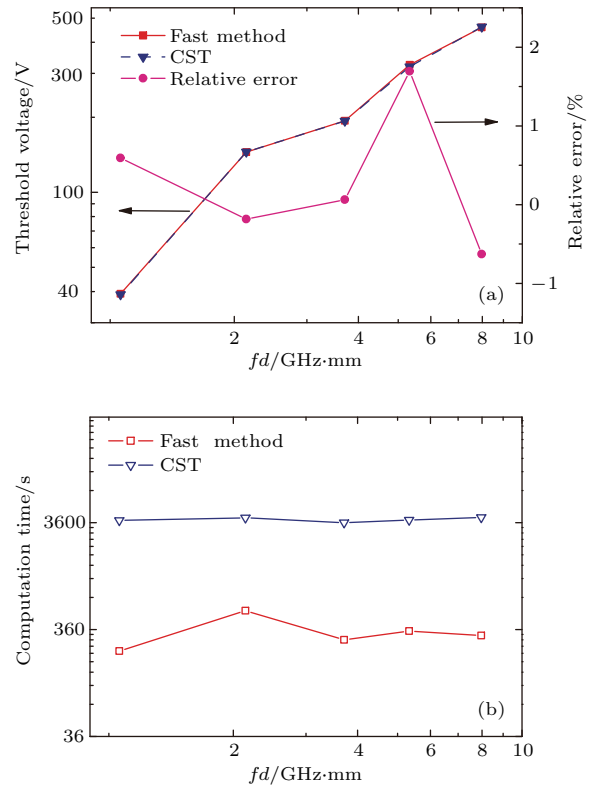 500
300
100
40
Threshold voltage/V
Fast method
CST
Relative error
2
1
0
−1
Relative error/%
(a)
2 4 6 8 10
fd/GHz·mm
Fast method
CST
3600
360
36
Computation time/s
(b)
2 4 6 8 10
fd/GHz·mm